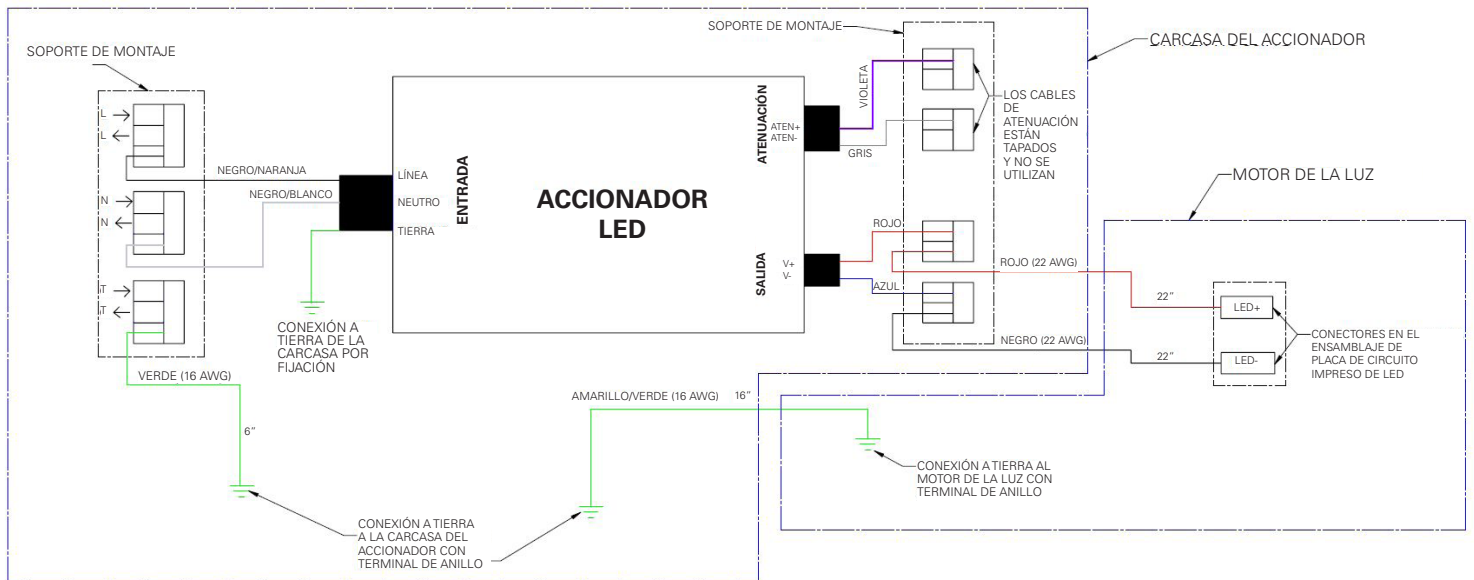 SOPORTE DE MONTAJE
L
L
N
N
iT
iT
NEGRO/NARANJA
NEGRO/BLANCO
VERDE (16 AWG)
6"
LÍNEA
NEUTRO
TIERRA
ENTRADA
CONEXIÓN A
TIERRA DE LA
CARCASA POR
FIJACIÓN
ACCIONADOR
LED
ATENUACIÓN
ATEN+
ATEN-
SALIDA
V+
V-
SOPORTE DE MONTAJE
VIOLETA
GRIS
ROJO
AZUL
LOS CABLES
DE
ATENUACIÓN
ESTÁN
TAPADOS
Y NO SE
UTILIZAN
CARCASA DEL ACCIONADOR
MOTOR DE LA LUZ
ROJO (22 AWG)
22"
NEGRO (22 AWG)
22"
LED+
LED-
CONECTORES EN EL
ENSAMBLAJE DE
PLACA DE CIRCUITO
IMPRESO DE LED
AMARILLO/VERDE (16 AWG)
16"
CONEXIÓN A TIERRA AL
MOTOR DE LA LUZ CON
TERMINAL DE ANILLO
CONEXIÓN A TIERRA
A LA CARCASA DEL
ACCIONADOR CON
TERMINAL DE ANILLO